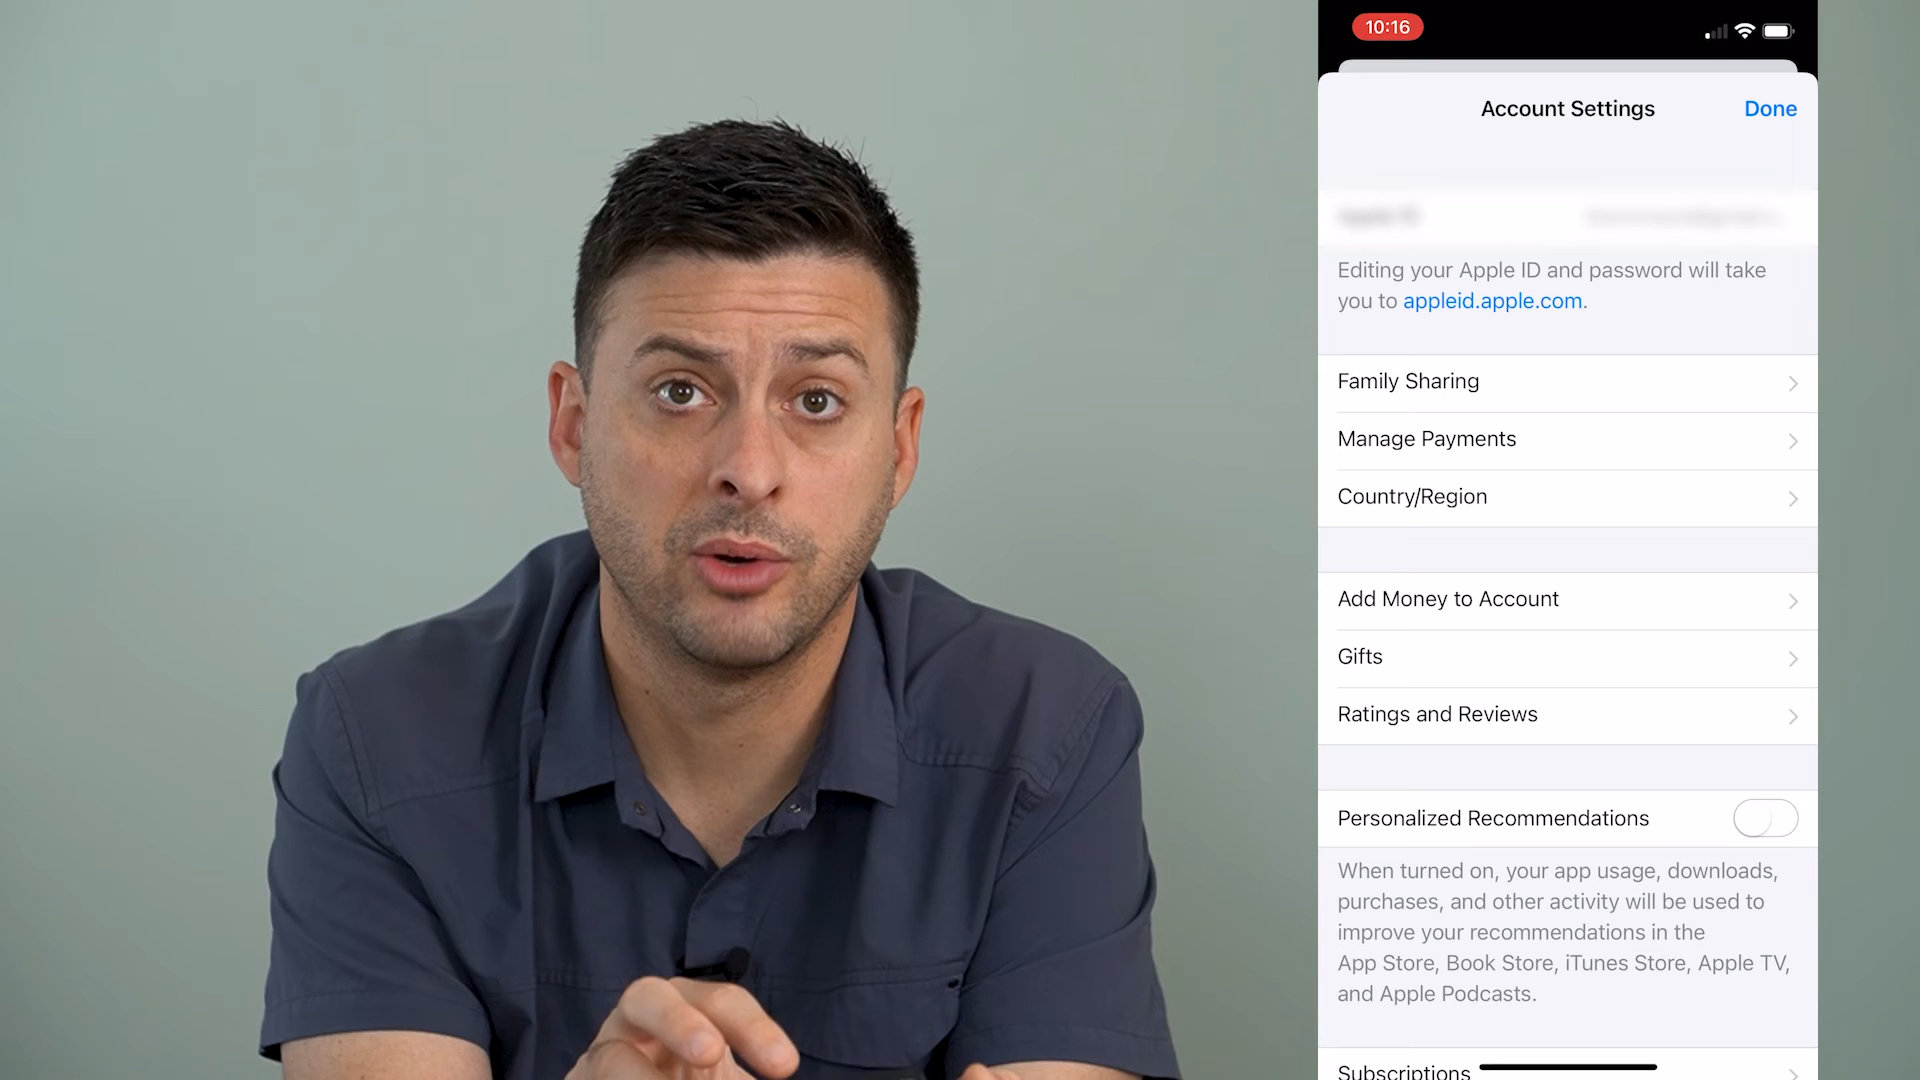 10:16
Account Settings
Done
Editing your Apple ID and password will take
you to appleid.apple.com.
Family Sharing
Manage Payments
Country/Region
Add Money to Account
Gifts
Ratings and Reviews
Personalized Recommendations
When turned on, your app usage, downloads,
purchases, and other activity will be used to
improve your recommendations in the
App Store, Book Store, iTunes Store, Apple TV,
and Apple Podcasts.
Subscriptions